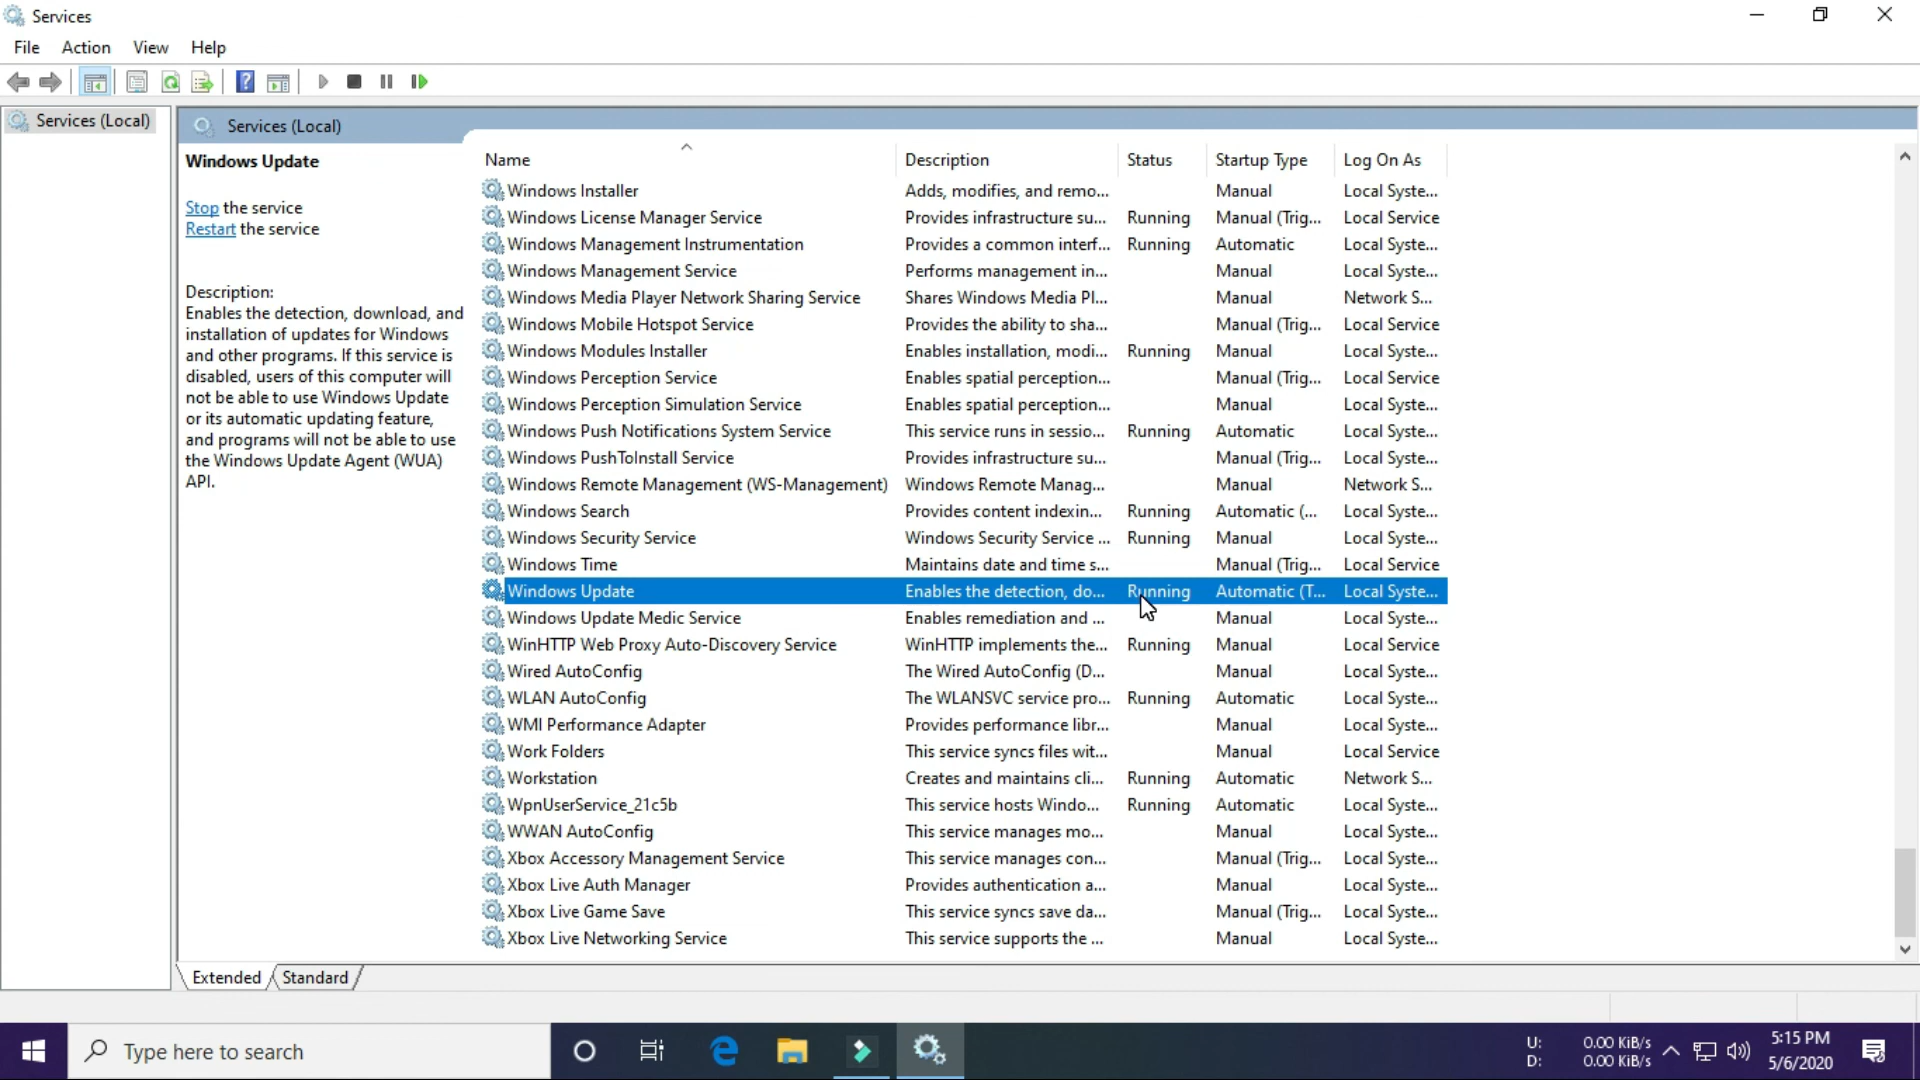 Services
File Action View Help
Services (Local)
Services (Local)
Windows Update
Stop the service
Restart the service
Description:
Enables the detection, download, and
installation of updates for Windows
and other programs. If this service is
disabled, users of this computer will
not be able to use Windows Update
or its automatic updating feature,
and programs will not be able to use
the Windows Update Agent (WUA)
API.
Name Description Status Startup Type Log On As
Windows Installer Adds, modifies, and remo... Manual Local Syste...
Windows License Manager Service Provides infrastructure su... Running Manual (Trig... Local Service
Windows Management Instrumentation Provides a common interf... Running Automatic Local Syste...
Windows Management Service Performs management in... Manual Local Syste...
Windows Media Player Network Sharing Service Shares Windows Media Pl... Manual Network S...
Windows Mobile Hotspot Service Provides the ability to sha... Manual (Trig... Local Service
Windows Modules Installer Enables installation, modi... Running Manual Local Syste...
Windows Perception Service Enables spatial perception... Manual (Trig... Local Service
Windows Perception Simulation Service Enables spatial perception... Manual Local Syste...
Windows Push Notifications System Service This service runs in sessio... Running Automatic Local Syste...
Windows PushToInstall Service Provides infrastructure su... Manual (Trig... Local Syste...
Windows Remote Management (WS-Management) Windows Remote Manag... Manual Network S...
Windows Search Provides content indexin... Running Automatic (... Local Syste...
Windows Security Service Windows Security Service ... Running Manual Local Syste...
Windows Time Maintains date and time s... Manual (Trig... Local Service
Windows Update Enables the detection, do... Running Automatic (T... Local Syste...
Windows Update Medic Service Enables remediation and ... Manual Local Syste...
WinHTTP Web Proxy Auto-Discovery Service WinHTTP implements the... Running Manual Local Service
Wired AutoConfig The Wired AutoConfig (D... Manual Local Syste...
WLAN AutoConfig The WLANSVC service pro... Running Automatic Local Syste...
WMI Performance Adapter Provides performance libr... Manual Local Syste...
Work Folders This service syncs files wit... Manual Local Service
Workstation Creates and maintains cli... Running Automatic Network S...
WpnUserService_21c5b This service hosts Windo... Running Automatic Local Syste...
WWAN AutoConfig This service manages mo... Manual Local Syste...
Xbox Accessory Management Service This service manages con... Manual (Trig... Local Syste...
Xbox Live Auth Manager Provides authentication a... Manual Local Syste...
Xbox Live Game Save This service syncs save da... Manual (Trig... Local Syste...
Xbox Live Networking Service This service supports the ... Manual Local Syste...
Extended Standard
Type here to search
U: 0.00 KiB/s
D: 0.00 KiB/s
5:15 PM
5/6/2020